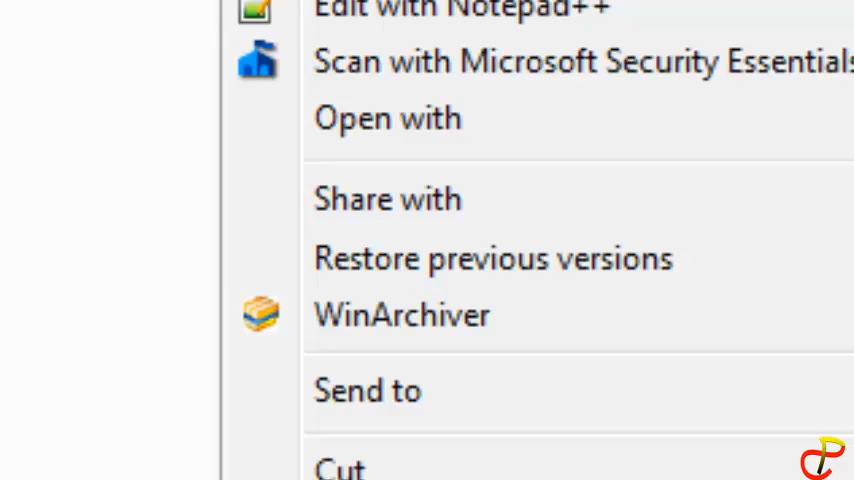 Edit with Notepad++
Scan with Microsoft Security Essentials
Open with
Share with
Restore previous versions
WinArchiver
Send to
Cut